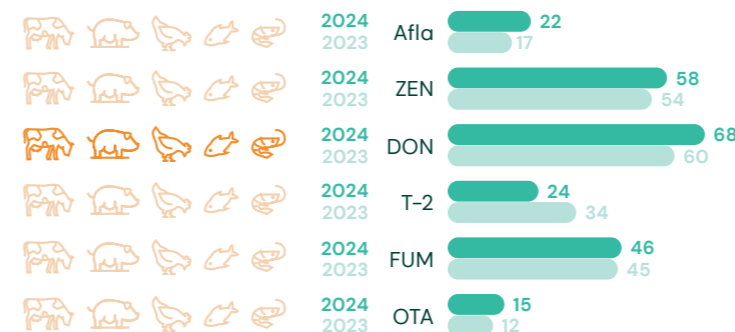 2024 Afla 22
2023 17
2024 ZEN 58
2023 54
2024 DON 68
2023 60
2024 T-2 24
2023 34
2024 FUM 46
2023 45
2024 OTA 15
2023 12